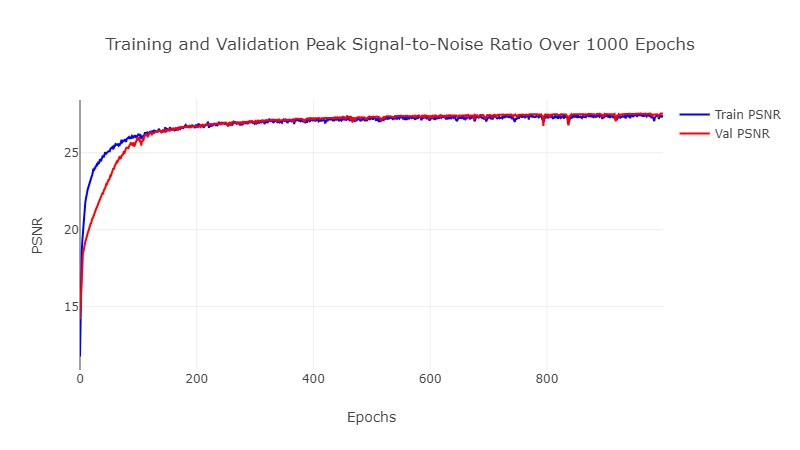 Training and Validation Peak Signal-to-Noise Ratio Over 1000 Epochs
Train PSNR
Val PSNR
25
20
15
PSNR
0 200 400 600 800
Epochs